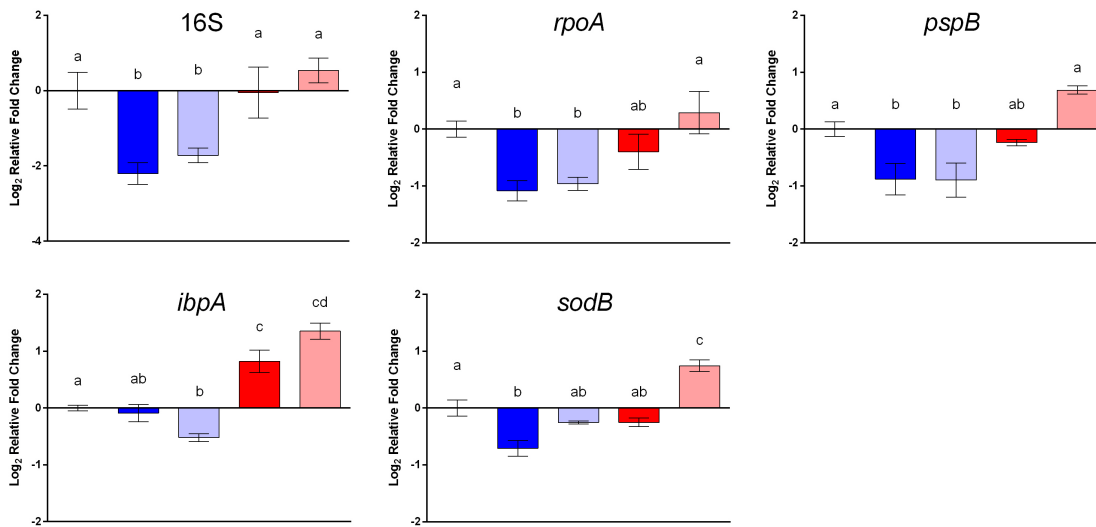 16S
Log₂ Relative Fold Change
2
0
-2
-4
a
b
b
a
a
rpoA
Log₂ Relative Fold Change
2
1
0
-1
-2
a
b
b
ab
a
pspB
Log₂ Relative Fold Change
2
1
0
-1
-2
a
b
b
ab
a
ibpA
Log₂ Relative Fold Change
2
1
0
-1
-2
a
ab
b
c
cd
sodB
Log₂ Relative Fold Change
2
1
0
-1
-2
a
b
ab
ab
c